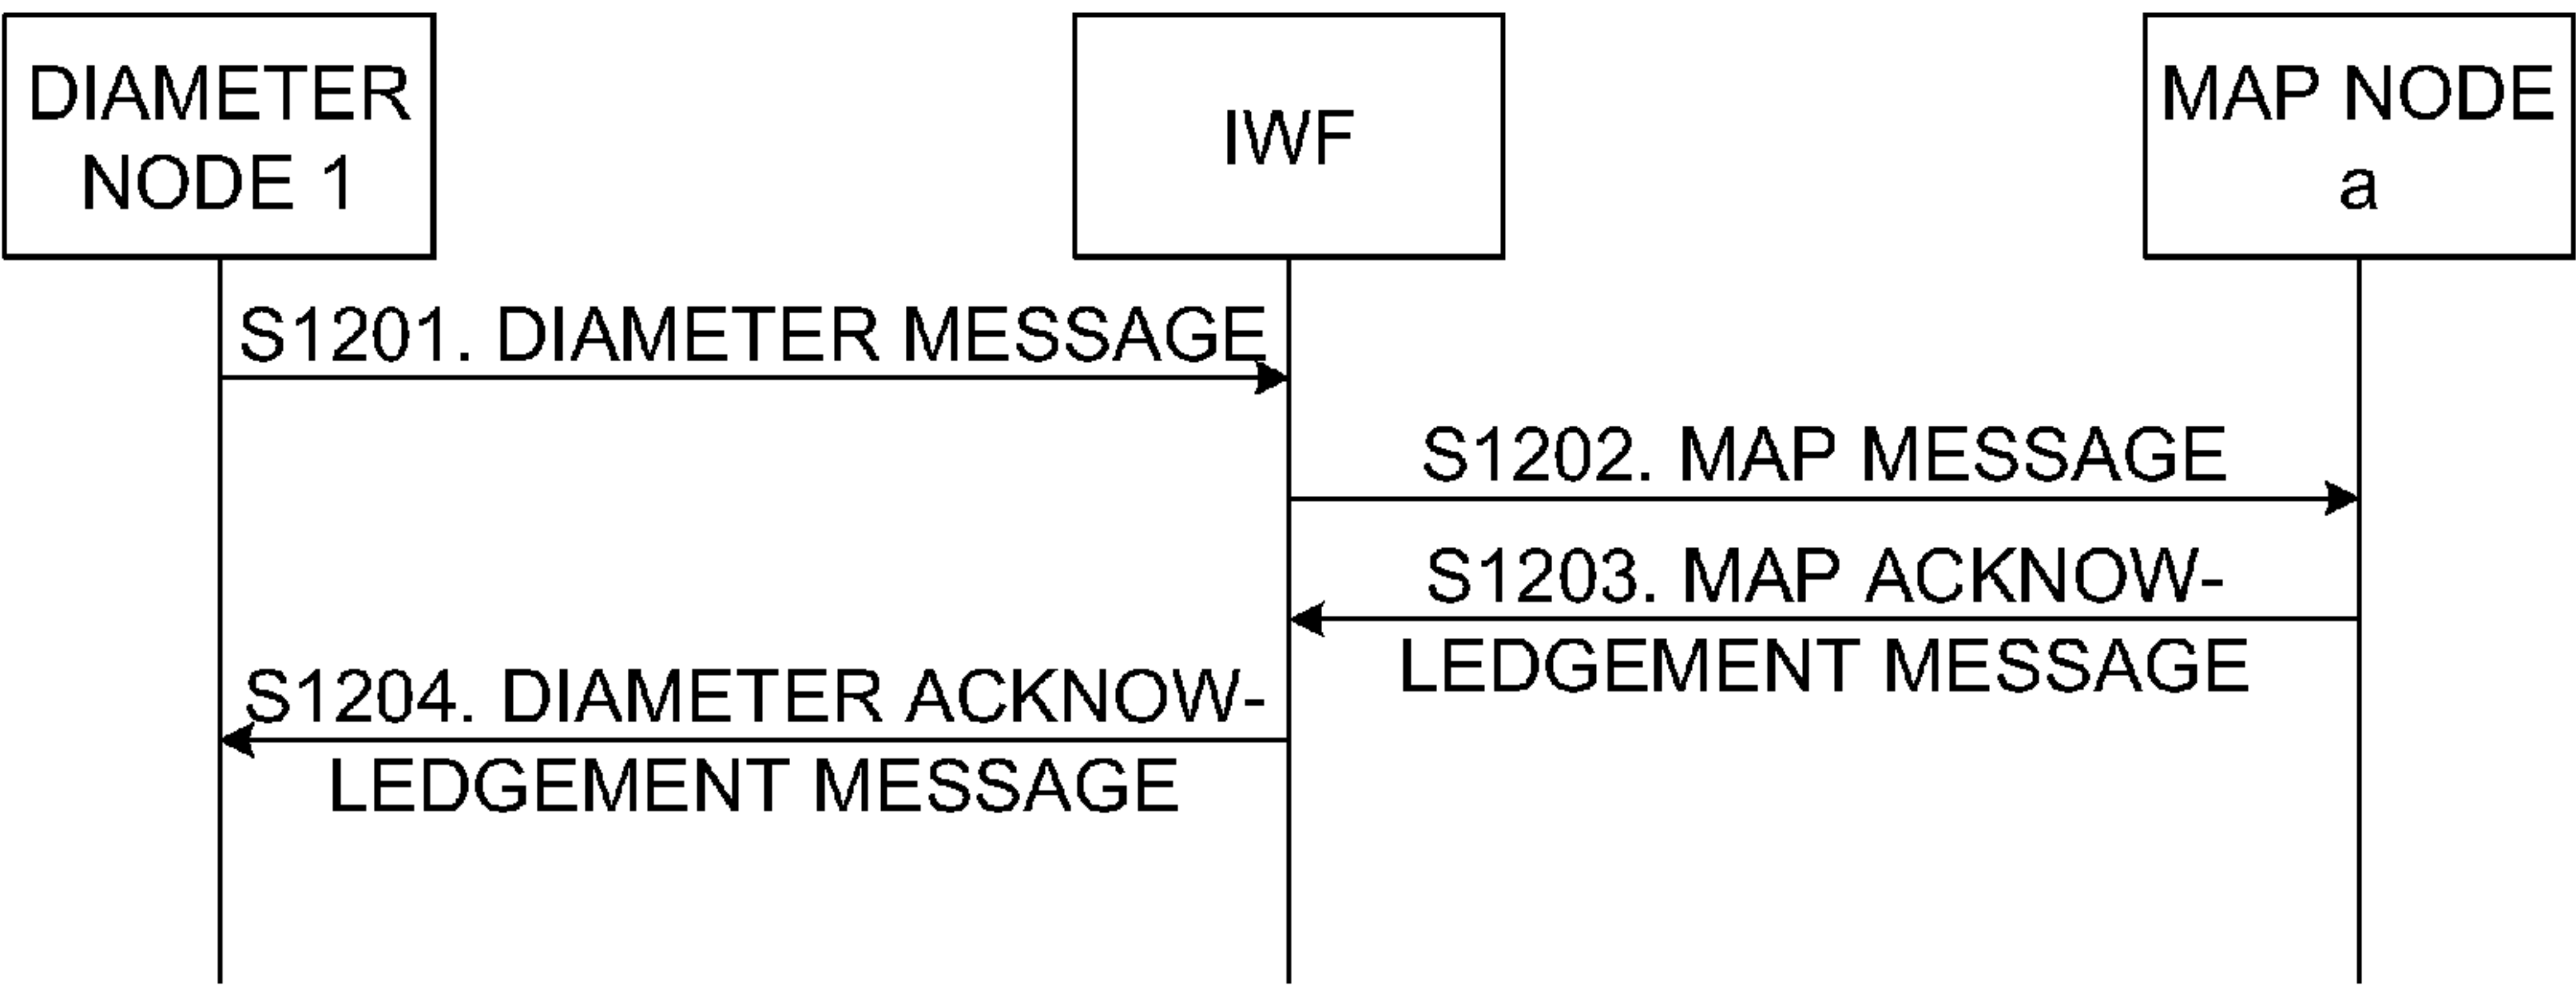 DIAMETER
NODE 1
IWF
MAP NODE
a
S1201. DIAMETER MESSAGE
S1202. MAP MESSAGE
S1203. MAP ACKNOW-
LEDGEMENT MESSAGE
S1204. DIAMETER ACKNOW-
LEDGEMENT MESSAGE